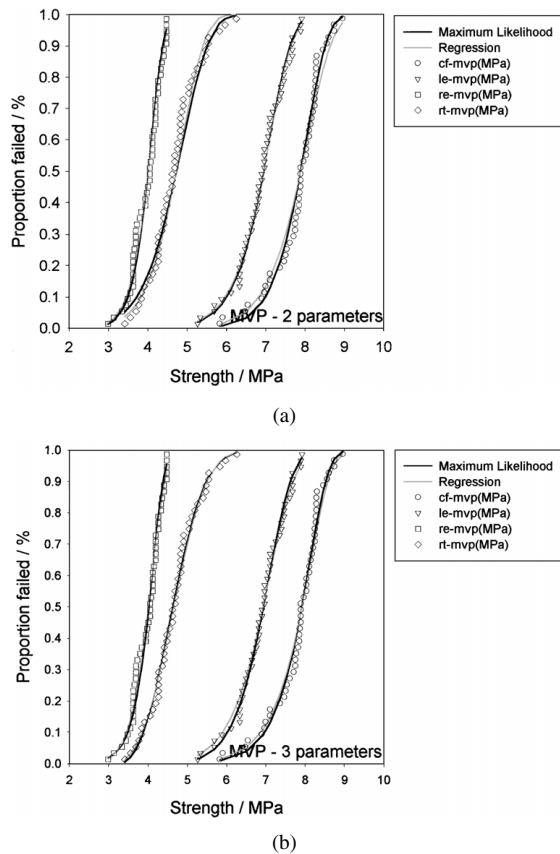 1.0
0.9
0.8
0.7
0.6
0.5
0.4
0.3
0.2
0.1
0.0
Proportion failed / %
MVP - 2 parameters
2 3 4 5 6 7 8 9 10
Strength / MPa
Maximum Likelihood
Regression
cf-mvp(MPa)
le-mvp(MPa)
re-mvp(MPa)
rt-mvp(MPa)
(a)
1.0
0.9
0.8
0.7
0.6
0.5
0.4
0.3
0.2
0.1
0.0
Proportion failed / %
MVP - 3 parameters
2 3 4 5 6 7 8 9 10
Strength / MPa
Maximum Likelihood
Regression
cf-mvp(MPa)
le-mvp(MPa)
re-mvp(MPa)
rt-mvp(MPa)
(b)